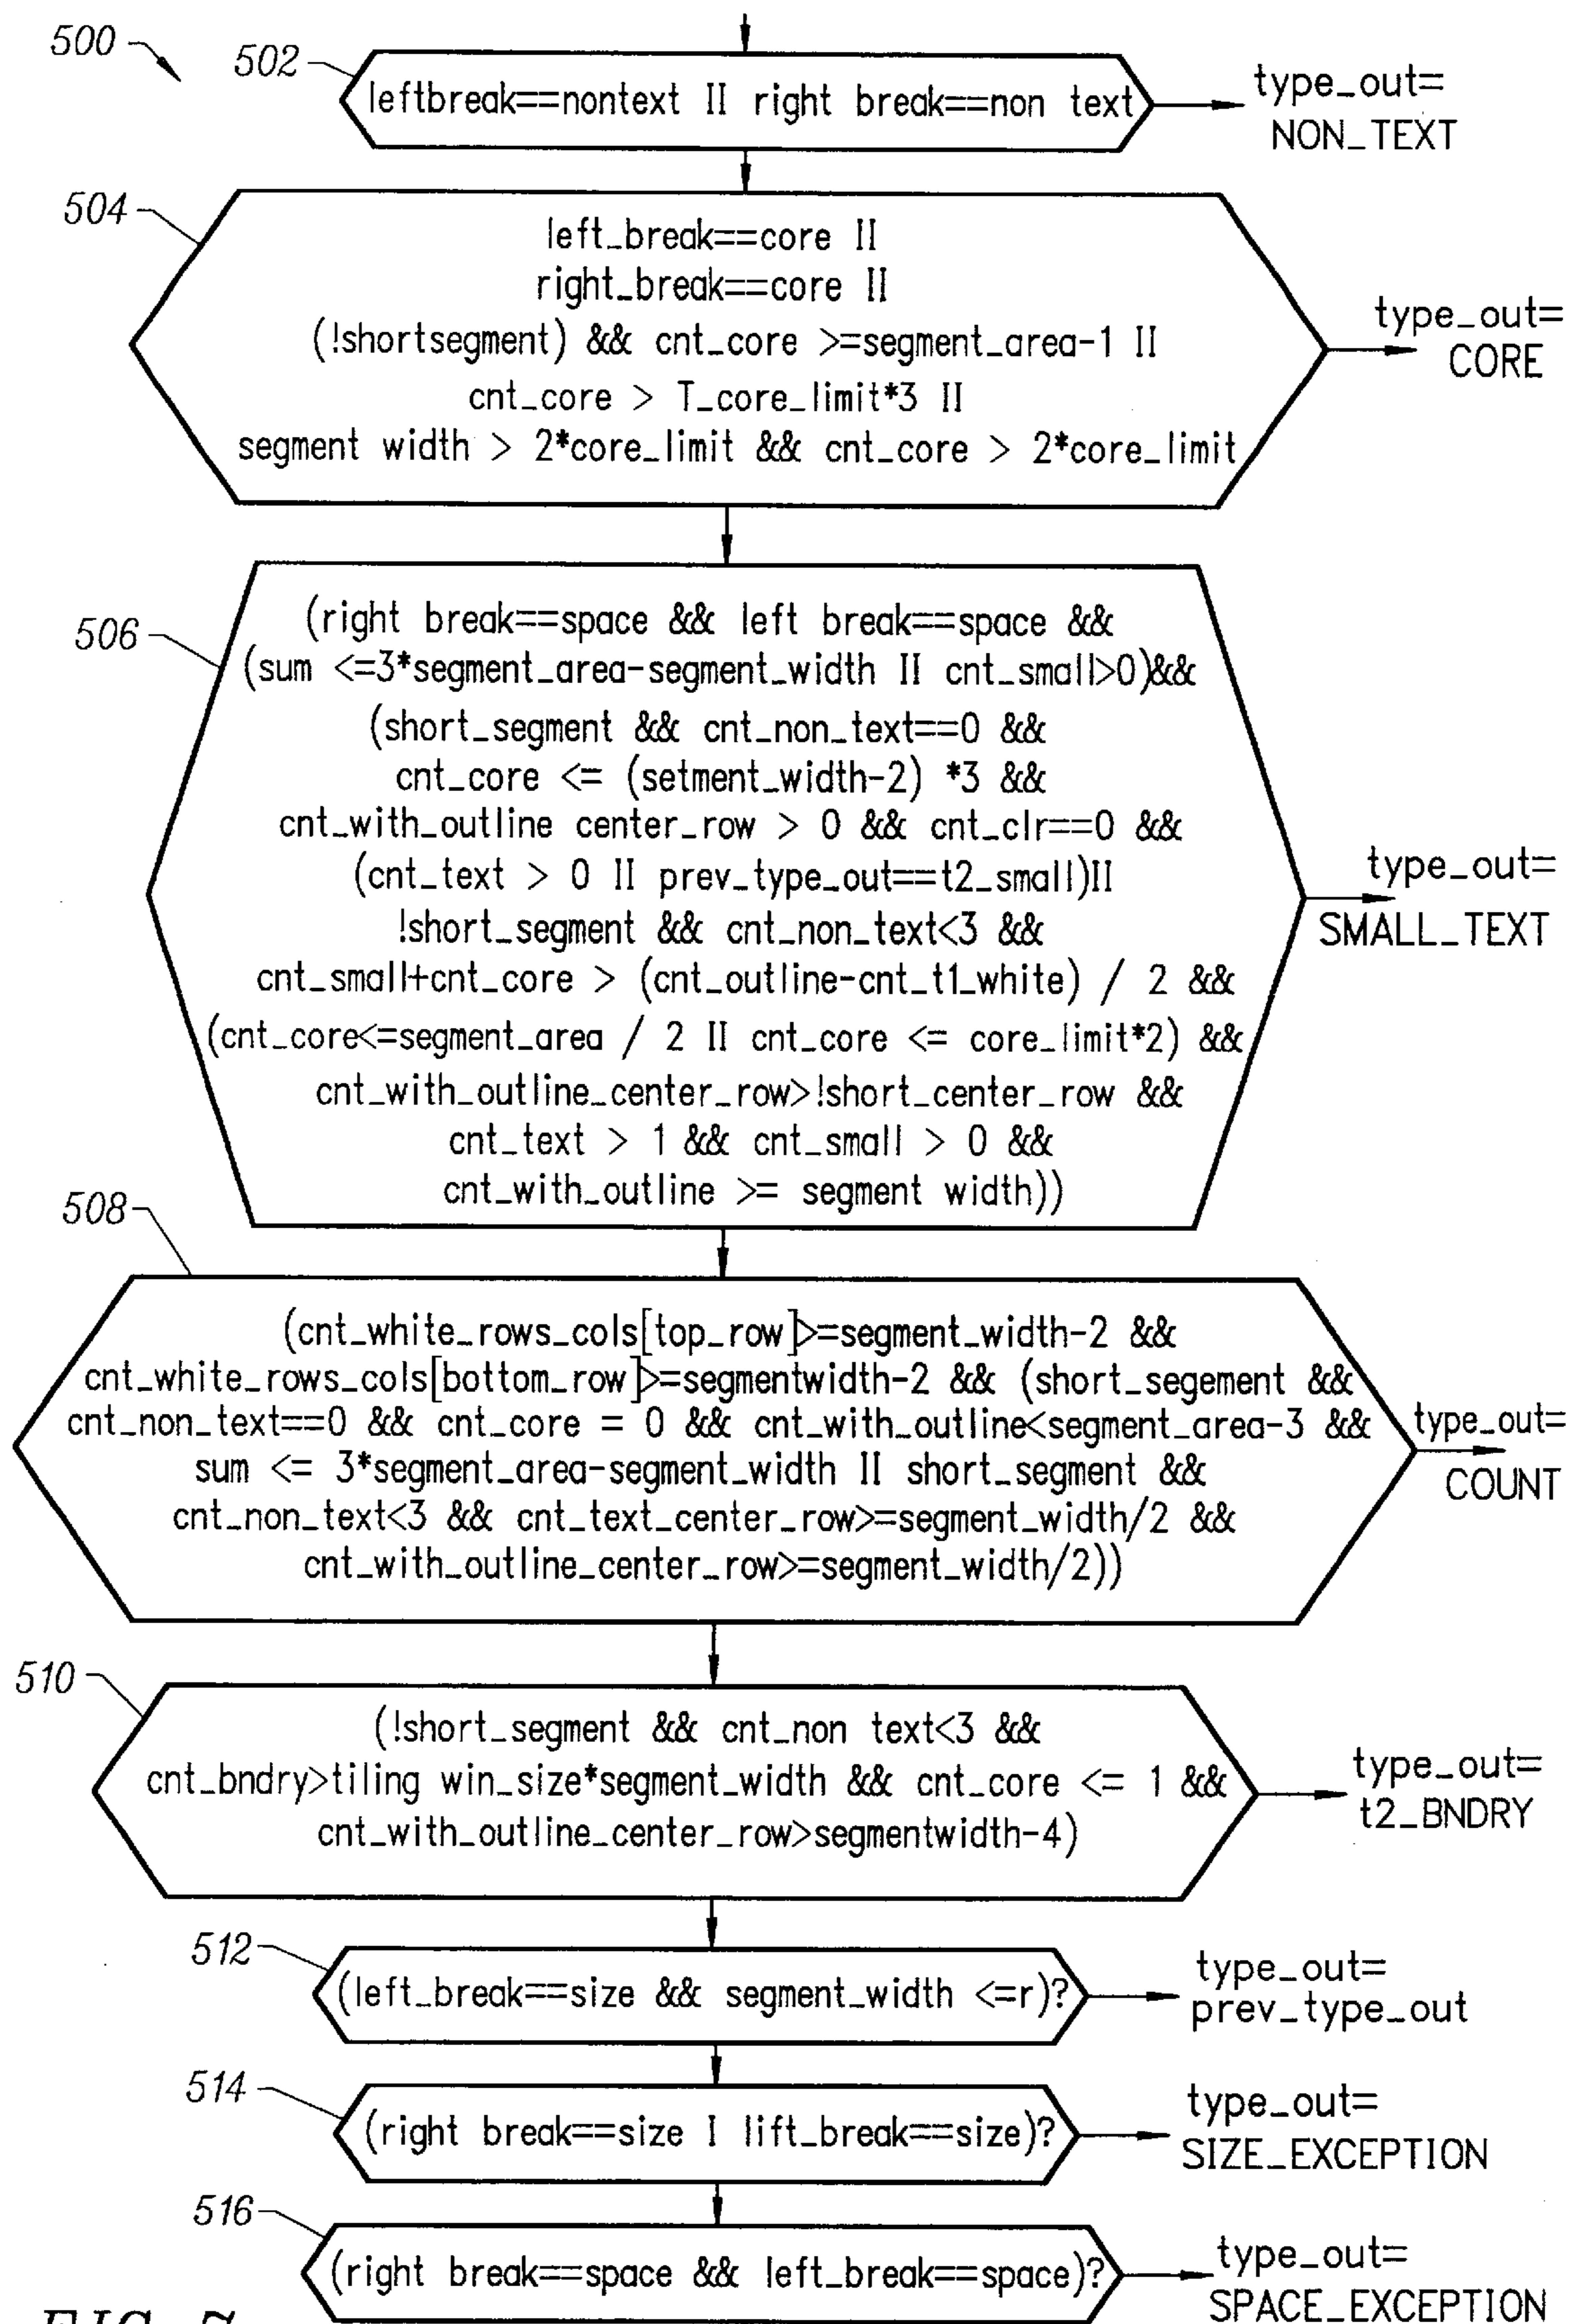 500
502
leftbreak==nontext II right break==non text
type_out=
NON_TEXT
504
left_break==core II
right_break==core II
(!shortsegment) && cnt_core >=segment_area-1 II
cnt_core > T_core_limit*3 II
segment width > 2*core_limit && cnt_core > 2*core_limit
type_out=
CORE
506
(right break==space && left break==space &&
(sum <=3*segment_area-segment_width II cnt_small>0)&&
(short_segment && cnt_non_text==0 &&
cnt_core <= (setment_width-2) *3 &&
cnt_with_outline center_row > 0 && cnt_clr==0 &&
(cnt_text > 0 II prev_type_out==t2_small)II
!short_segment && cnt_non_text<3 &&
cnt_small+cnt_core > (cnt_outline-cnt_t1_white) / 2 &&
(cnt_core<=segment_area / 2 II cnt_core <= core_limit*2) &&
cnt_with_outline_center_row>!short_center_row &&
cnt_text > 1 && cnt_small > 0 &&
cnt_with_outline >= segment width))
type_out=
SMALL_TEXT
508
(cnt_white_rows_cols[top_row]>=segment_width-2 &&
cnt_white_rows_cols[bottom_row]>=segmentwidth-2 && (short_segement &&
cnt_non_text==0 && cnt_core = 0 && cnt_with_outline<segment_area-3 &&
sum <= 3*segment_area-segment_width II short_segment &&
cnt_non_text<3 && cnt_text_center_row>=segment_width/2 &&
cnt_with_outline_center_row>=segment_width/2))
type_out=
COUNT
510
(!short_segment && cnt_non text<3 &&
cnt_bndry>tiling win_size*segment_width && cnt_core <= 1 &&
cnt_with_outline_center_row>segmentwidth-4)
type_out=
t2_BNDRY
512
(left_break==size && segment_width <=r)?
type_out=
prev_type_out
514
(right break==size I lift_break==size)?
type_out=
SIZE_EXCEPTION
516
(right break==space && left_break==space)?
type_out=
SPACE_EXCEPTION